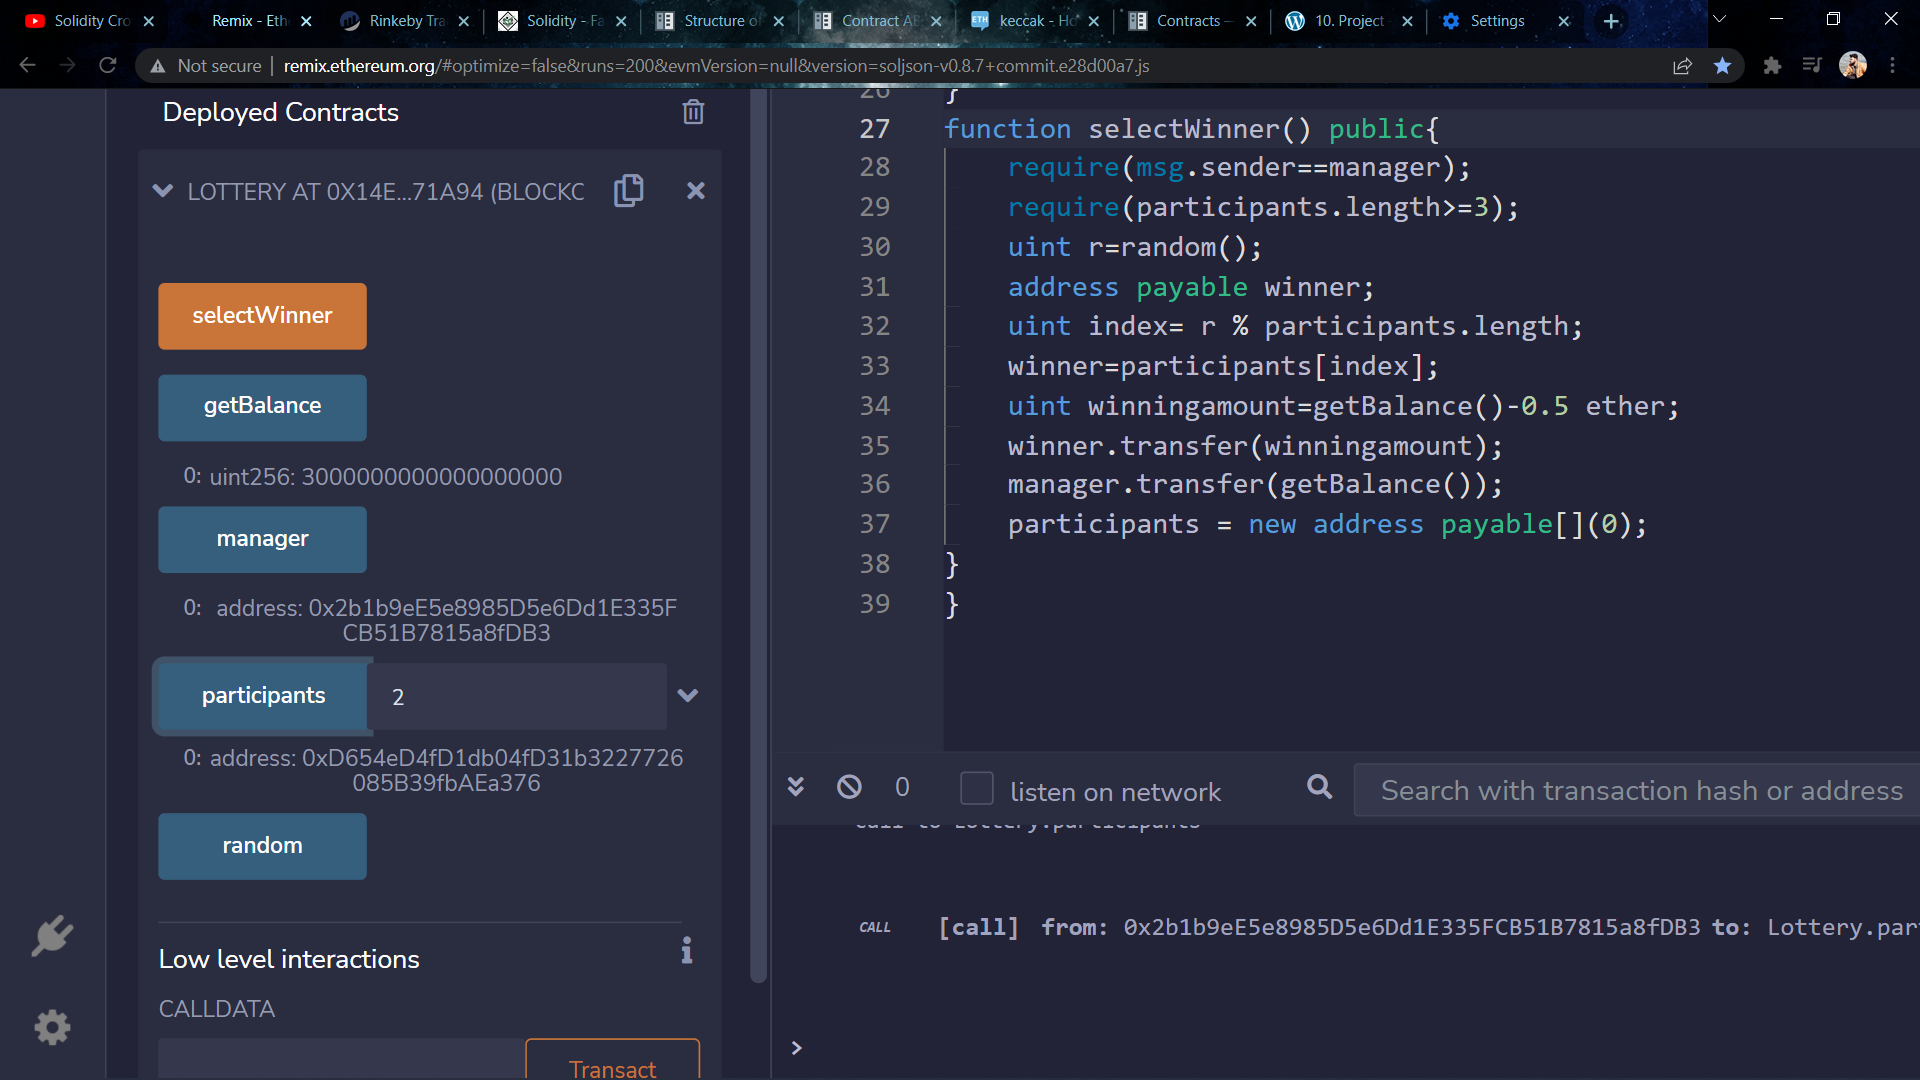 Solidity Cro
Remix - Eth
Rinkeby Tra
Solidity - Fa
Structure o
Contract AB
keccak - Ho
Contracts —
10. Project
Settings
Not secure
remix.ethereum.org/#optimize=false&runs=200&evmVersion=null&version=soljson-v0.8.7+commit.e28d00a7.js
Deployed Contracts
LOTTERY AT 0X14E...71A94 (BLOCKC
selectWinner
getBalance
0: uint256: 3000000000000000000
manager
0: address: 0x2b1b9eE5e8985D5e6Dd1E335F
CB51B7815a8fDB3
participants 2
0: address: 0xD654eD4fD1db04fD31b3227726
085B39fbAEa376
random
Low level interactions
CALLDATA
Transact
26 }
27 function selectWinner() public{
28 require(msg.sender==manager);
29 require(participants.length>=3);
30 uint r=random();
31 address payable winner;
32 uint index= r % participants.length;
33 winner=participants[index];
34 uint winningamount=getBalance()-0.5 ether;
35 winner.transfer(winningamount);
36 manager.transfer(getBalance());
37 participants = new address payable[](0);
38 }
39 }
0 listen on network Search with transaction hash or address
call to Lottery.participants
CALL [call] from: 0x2b1b9eE5e8985D5e6Dd1E335FCB51B7815a8fDB3 to: Lottery.par
>